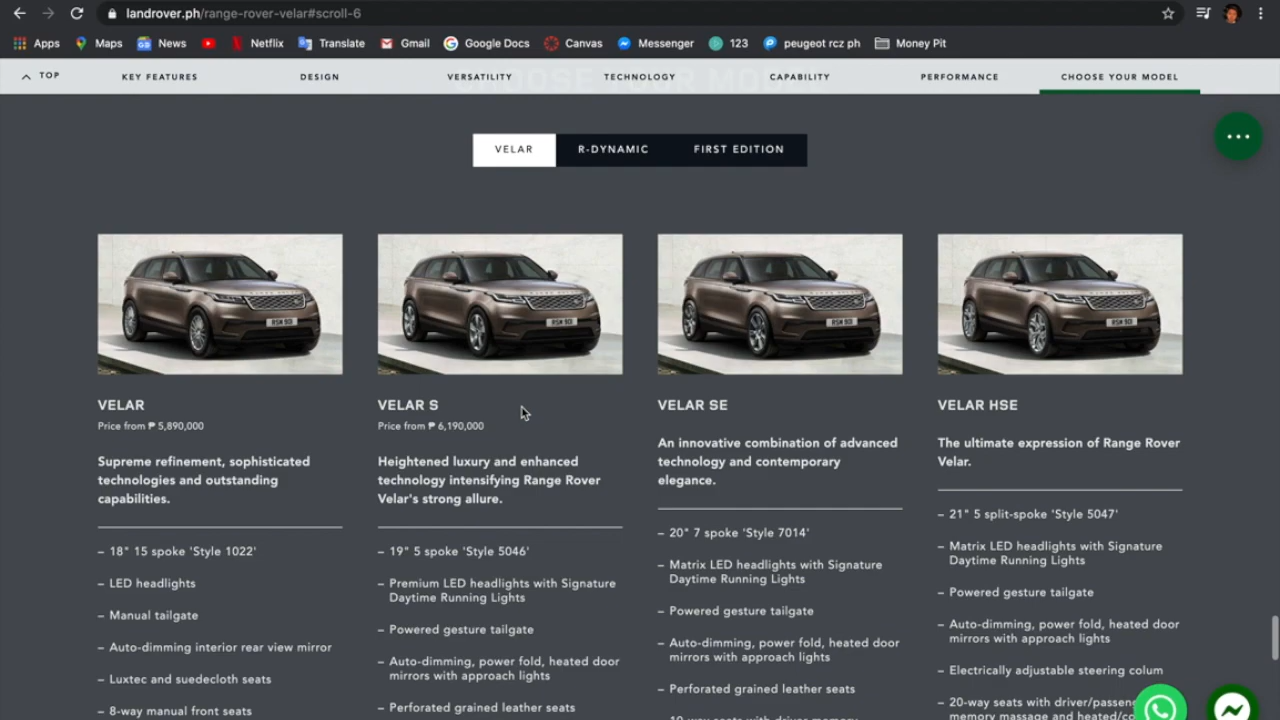 landrover.ph/range-rover-velar#scroll-6
Apps Maps News Netflix Translate Gmail Google Docs Canvas Messenger 123 peugeot rcz ph Money Pit
TOP KEY FEATURES DESIGN VERSATILITY TECHNOLOGY CAPABILITY PERFORMANCE CHOOSE YOUR MODEL
CHOOSE YOUR MODEL
VELAR R-DYNAMIC FIRST EDITION
VELAR
Price from ₱ 5,890,000
Supreme refinement, sophisticated
technologies and outstanding
capabilities.
– 18" 15 spoke 'Style 1022'
– LED headlights
– Manual tailgate
– Auto-dimming interior rear view mirror
– Luxtec and suedecloth seats
– 8-way manual front seats
VELAR S
Price from ₱ 6,190,000
Heightened luxury and enhanced
technology intensifying Range Rover
Velar's strong allure.
– 19" 5 spoke 'Style 5046'
– Premium LED headlights with Signature
Daytime Running Lights
– Powered gesture tailgate
– Auto-dimming, power fold, heated door
mirrors with approach lights
– Perforated grained leather seats
VELAR SE
An innovative combination of advanced
technology and contemporary
elegance.
– 20" 7 spoke 'Style 7014'
– Matrix LED headlights with Signature
Daytime Running Lights
– Powered gesture tailgate
– Auto-dimming, power fold, heated door
mirrors with approach lights
– Perforated grained leather seats
VELAR HSE
The ultimate expression of Range Rover
Velar.
– 21" 5 split-spoke 'Style 5047'
– Matrix LED headlights with Signature
Daytime Running Lights
– Powered gesture tailgate
– Auto-dimming, power fold, heated door
mirrors with approach lights
– Electrically adjustable steering colum
– 20-way seats with driver/passen
memory massage and heated/co